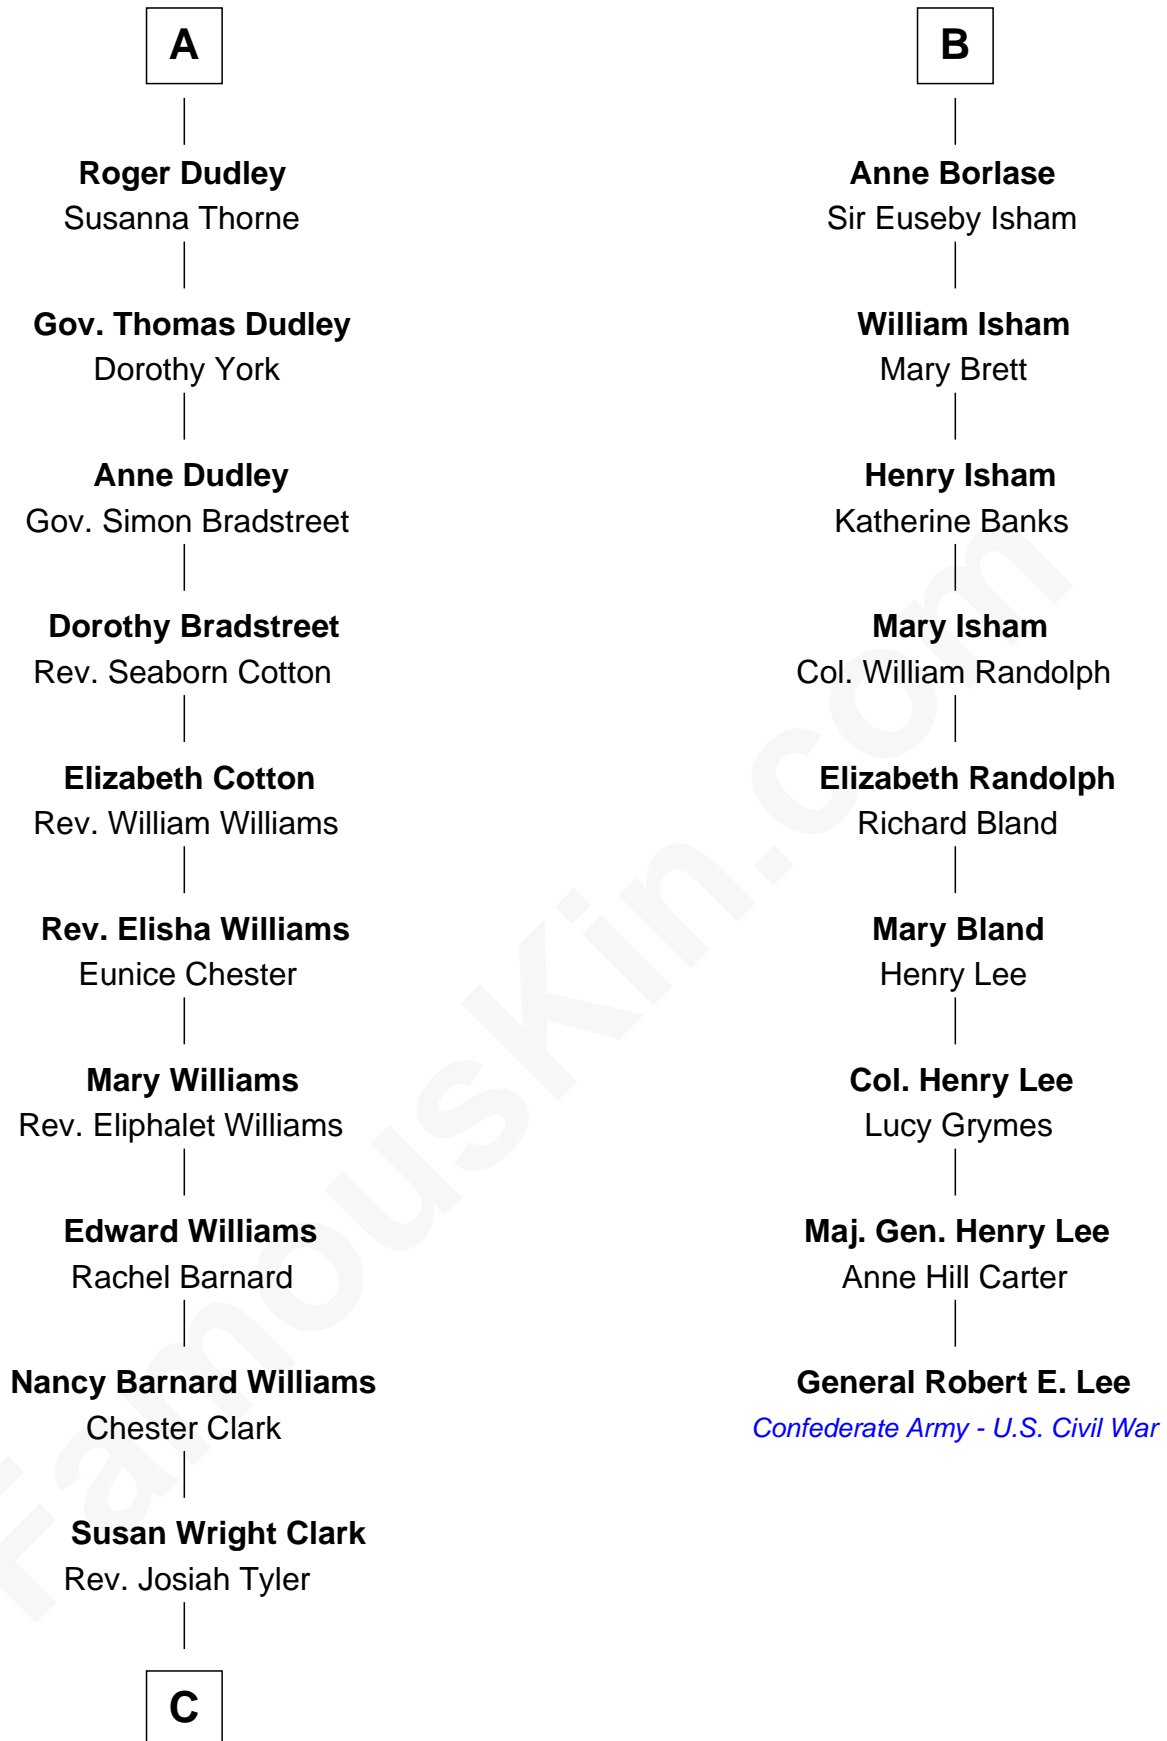 A
Roger Dudley
Susanna Thorne
Gov. Thomas Dudley
Dorothy York
Anne Dudley
Gov. Simon Bradstreet
Dorothy Bradstreet
Rev. Seaborn Cotton
Elizabeth Cotton
Rev. William Williams
Rev. Elisha Williams
Eunice Chester
Mary Williams
Rev. Eliphalet Williams
Edward Williams
Rachel Barnard
Nancy Barnard Williams
Chester Clark
Susan Wright Clark
Rev. Josiah Tyler
C
B
Anne Borlase
Sir Euseby Isham
William Isham
Mary Brett
Henry Isham
Katherine Banks
Mary Isham
Col. William Randolph
Elizabeth Randolph
Richard Bland
Mary Bland
Henry Lee
Col. Henry Lee
Lucy Grymes
Maj. Gen. Henry Lee
Anne Hill Carter
General Robert E. Lee
Confederate Army - U.S. Civil War
FamousKin.com